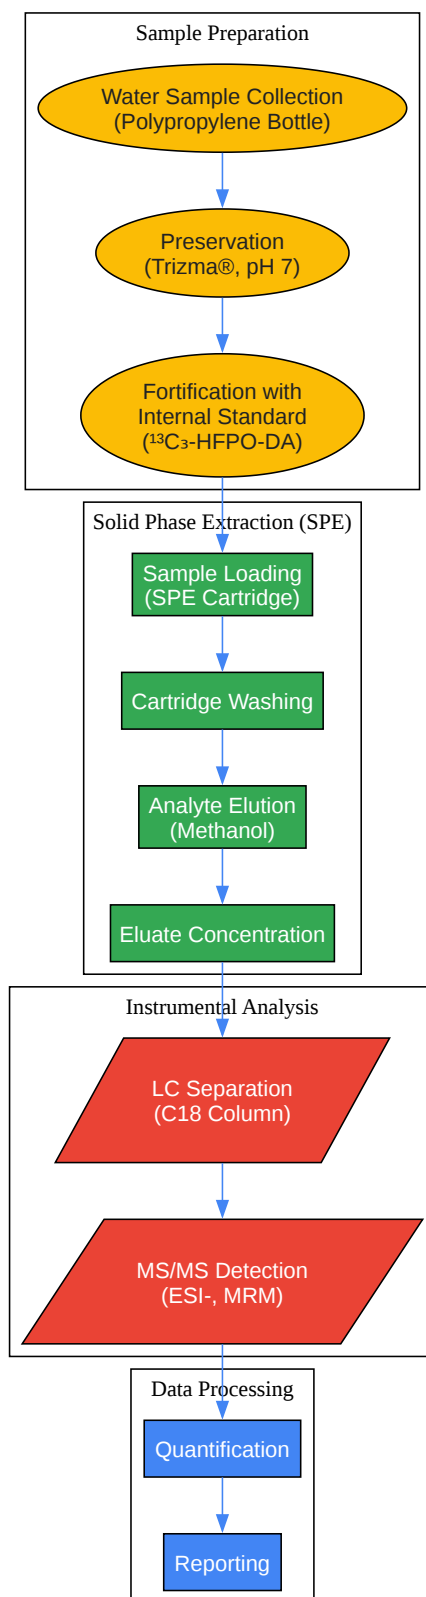 Sample Preparation
Water Sample Collection
(Polypropylene Bottle)
Preservation
(Trizma®, pH 7)
Fortification with
Internal Standard
(¹³C₃-HFPO-DA)
Solid Phase Extraction (SPE)
Sample Loading
(SPE Cartridge)
Cartridge Washing
Analyte Elution
(Methanol)
Eluate Concentration
Instrumental Analysis
LC Separation
(C18 Column)
MS/MS Detection
(ESI-, MRM)
Data Processing
Quantification
Reporting